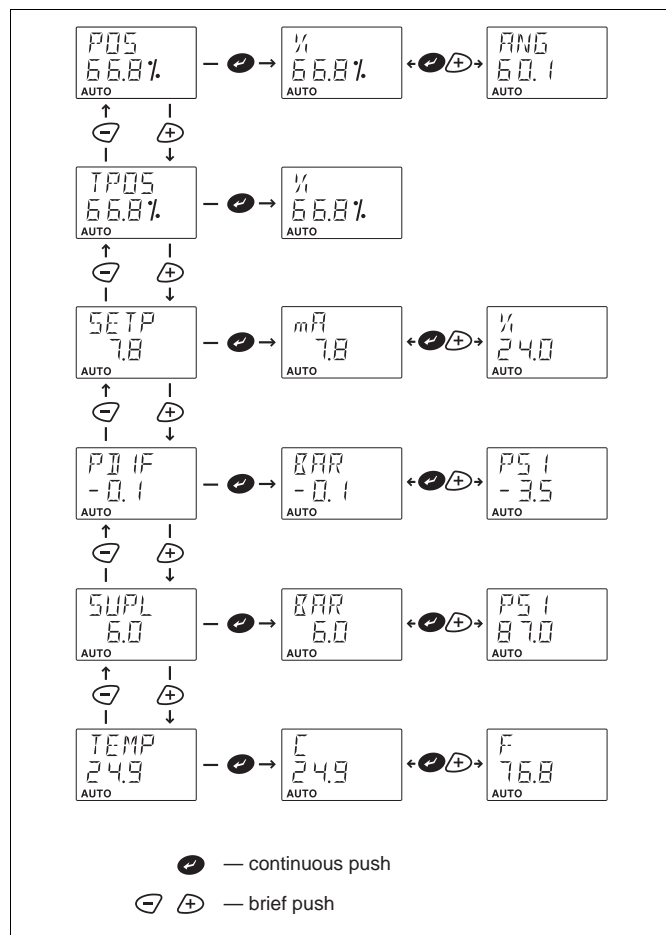 POS % ANG
66.8% 66.8% 60.1
AUTO AUTO AUTO
TPOS %
66.8% 66.8%
AUTO AUTO
SETP mA %
7.8 7.8 24.0
AUTO AUTO AUTO
PDIF BAR PSI
-0.1 -0.1 -3.5
AUTO AUTO AUTO
SUPL BAR PSI
6.0 6.0 87.0
AUTO AUTO AUTO
TEMP C F
24.9 24.9 76.8
AUTO AUTO AUTO
— continuous push
— brief push